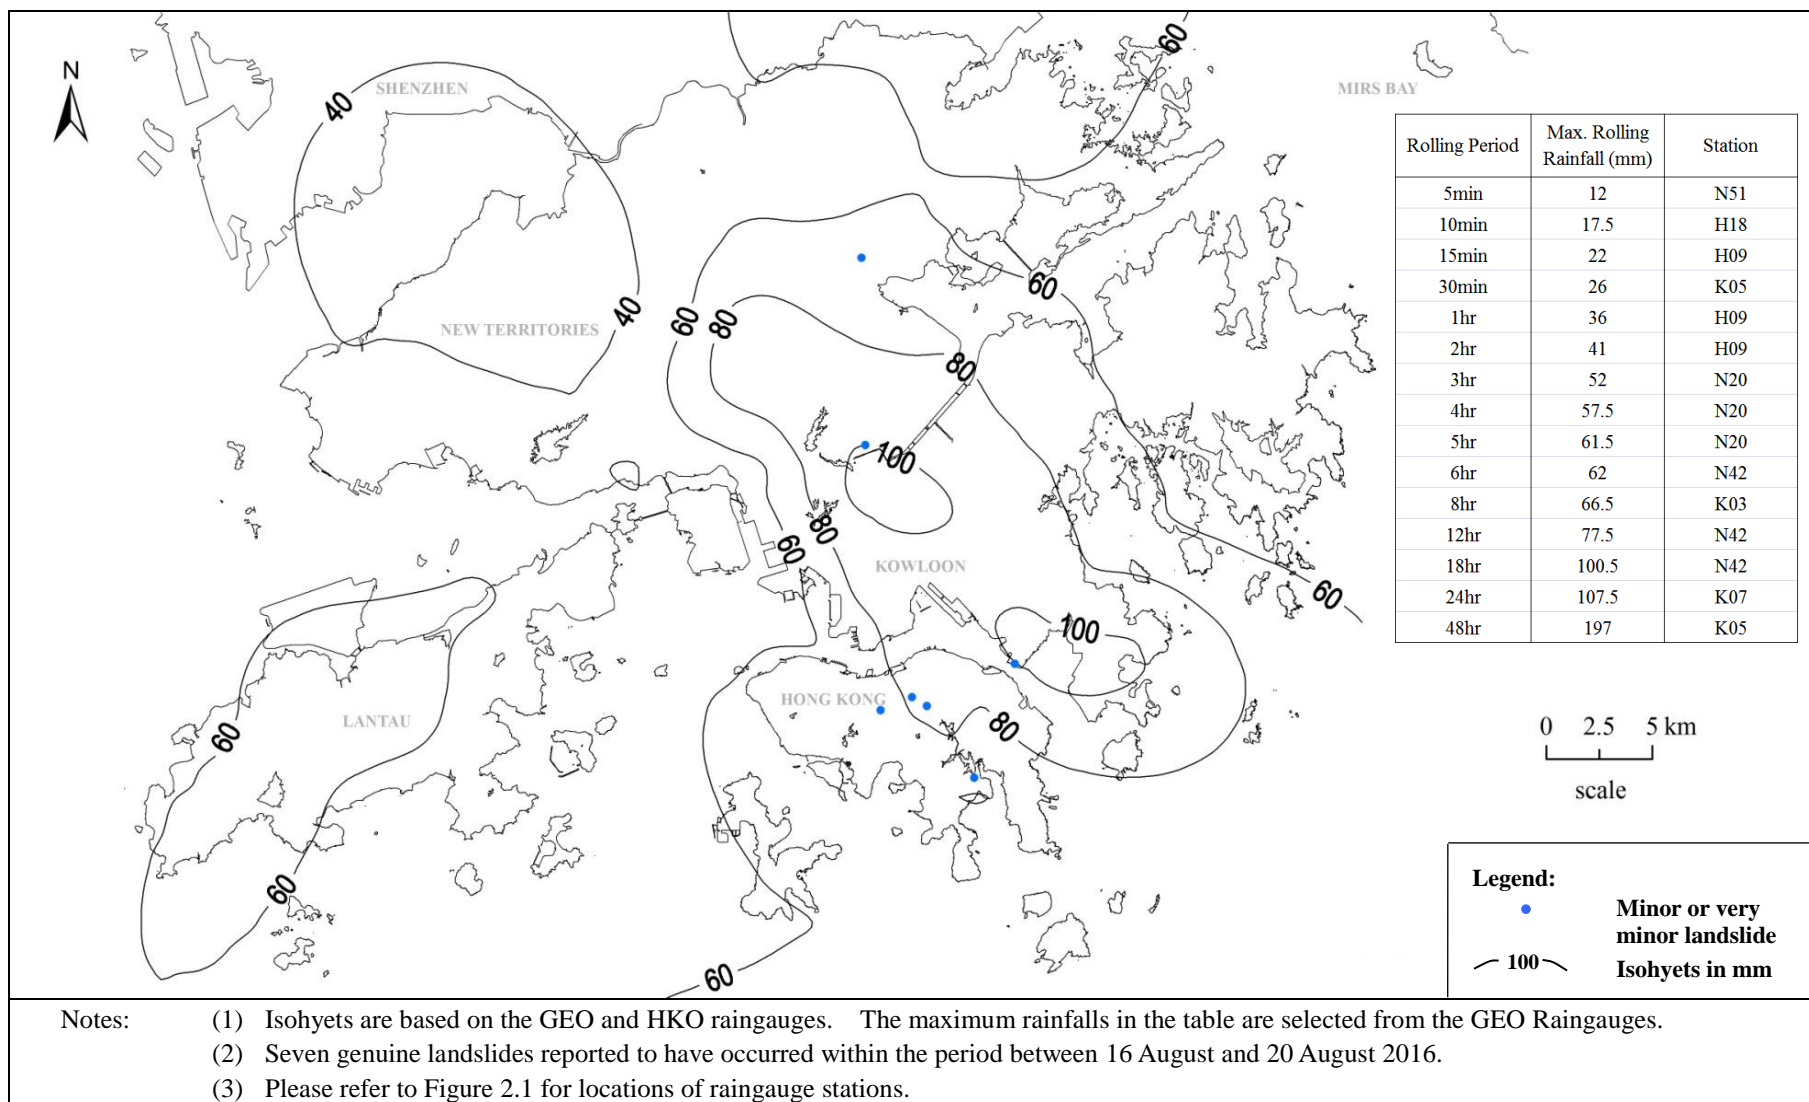 60
N
SHENZHEN
MIRS BAY
40
Rolling Period Max. Rolling Rainfall (mm) Station
5min 12 N51
10min 17.5 H18
15min 22 H09
30min 26 K05
1hr 36 H09
2hr 41 H09
3hr 52 N20
4hr 57.5 N20
5hr 61.5 N20
6hr 62 N42
8hr 66.5 K03
12hr 77.5 N42
18hr 100.5 N42
24hr 107.5 K07
48hr 197 K05
60
40
60
80
NEW TERRITORIES
80
100
80
60
KOWLOON
60
100
HONG KONG
LANTAU
80
60
60
60
0 2.5 5 km
scale
Legend:
Minor or very
minor landslide
100 Isohyets in mm
Notes: (1) Isohyets are based on the GEO and HKO raingauges. The maximum rainfalls in the table are selected from the GEO Raingauges.
(2) Seven genuine landslides reported to have occurred within the period between 16 August and 20 August 2016.
(3) Please refer to Figure 2.1 for locations of raingauge stations.